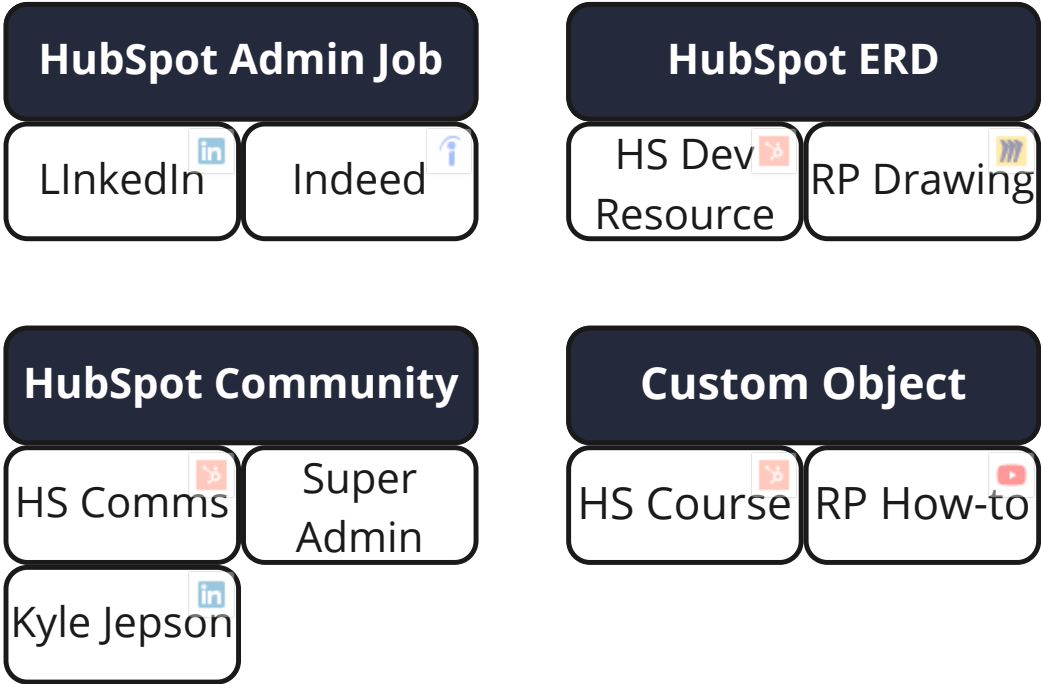 HubSpot Admin Job
LInkedIn
Indeed
HubSpot ERD
HS Dev
Resource
RP Drawing
HubSpot Community
HS Comms
Super
Admin
Kyle Jepson
Custom Object
HS Course
RP How-to